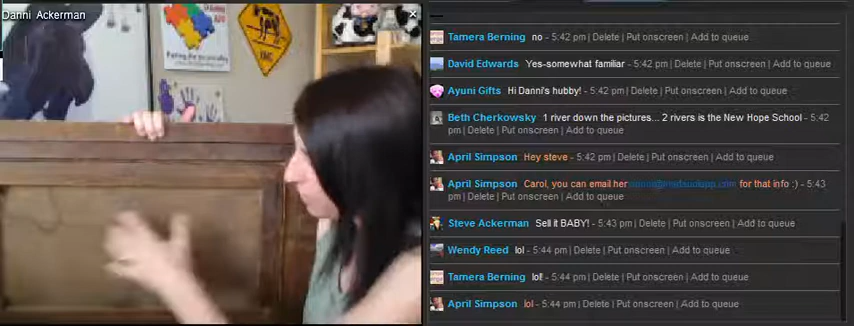 Danni Ackerman
Tamera Berning no - 5:42 pm | Delete | Put onscreen | Add to queue
David Edwards Yes-somewhat familiar - 5:42 pm | Delete | Put onscreen | Add to queue
Ayuni Gifts Hi Danni's hubby! - 5:42 pm | Delete | Put onscreen | Add to queue
Beth Cherkowsky 1 river down the pictures... 2 rivers is the New Hope School - 5:42
pm | Delete | Put onscreen | Add to queue
April Simpson Hey steve - 5:42 pm | Delete | Put onscreen | Add to queue
April Simpson Carol, you can email her for that info :) - 5:43
pm | Delete | Put onscreen | Add to queue
Steve Ackerman Sell it BABY! - 5:43 pm | Delete | Put onscreen | Add to queue
Wendy Reed lol - 5:44 pm | Delete | Put onscreen | Add to queue
Tamera Berning lol! - 5:44 pm | Delete | Put onscreen | Add to queue
April Simpson lol - 5:44 pm | Delete | Put onscreen | Add to queue